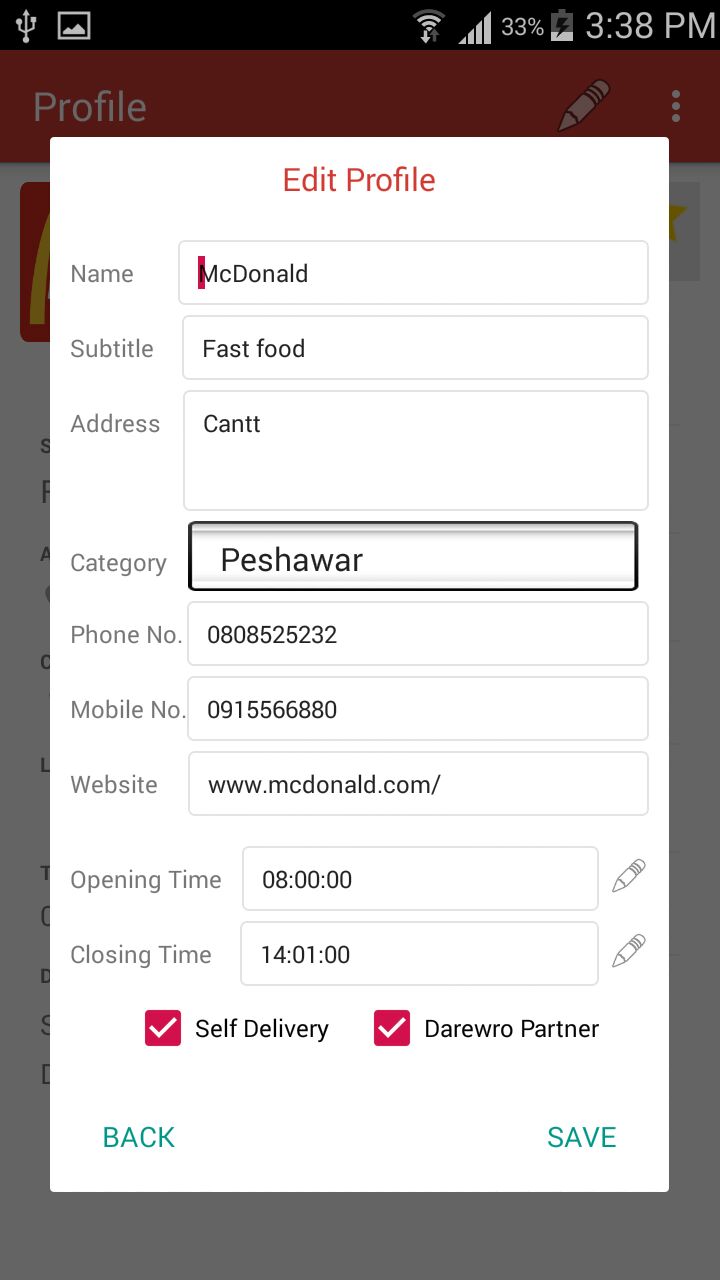 33% 3:38 PM
Profile
Edit Profile
Name McDonald
Subtitle Fast food
Address Cantt
Category Peshawar
Phone No. 0808525232
Mobile No. 0915566880
Website www.mcdonald.com/
Opening Time 08:00:00
Closing Time 14:01:00
Self Delivery Darewro Partner
BACK SAVE